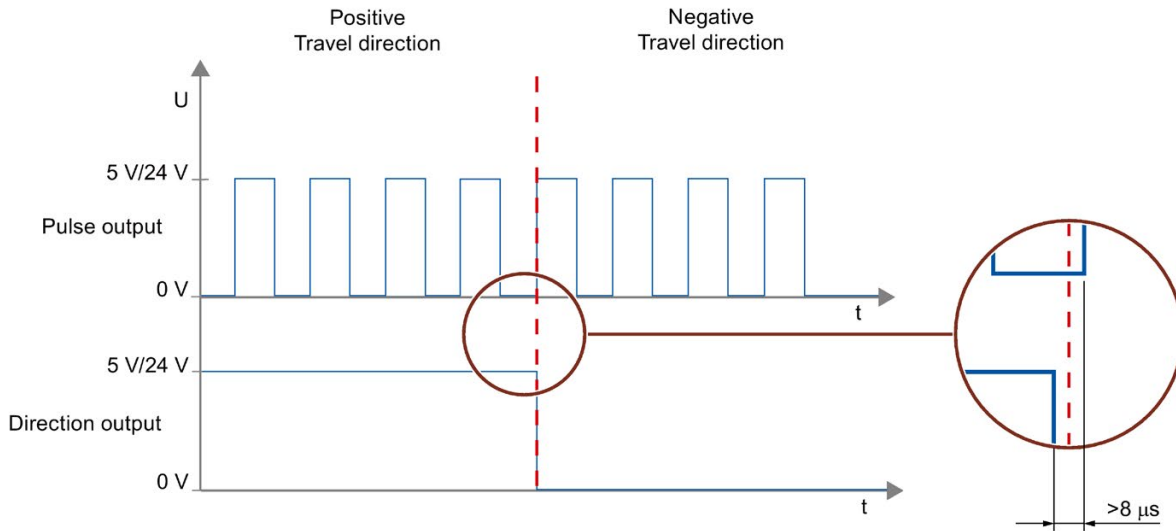 Positive
Travel direction
Negative
Travel direction
U
5 V/24 V
Pulse output
0 V
t
5 V/24 V
Direction output
0 V
t
>8 μs